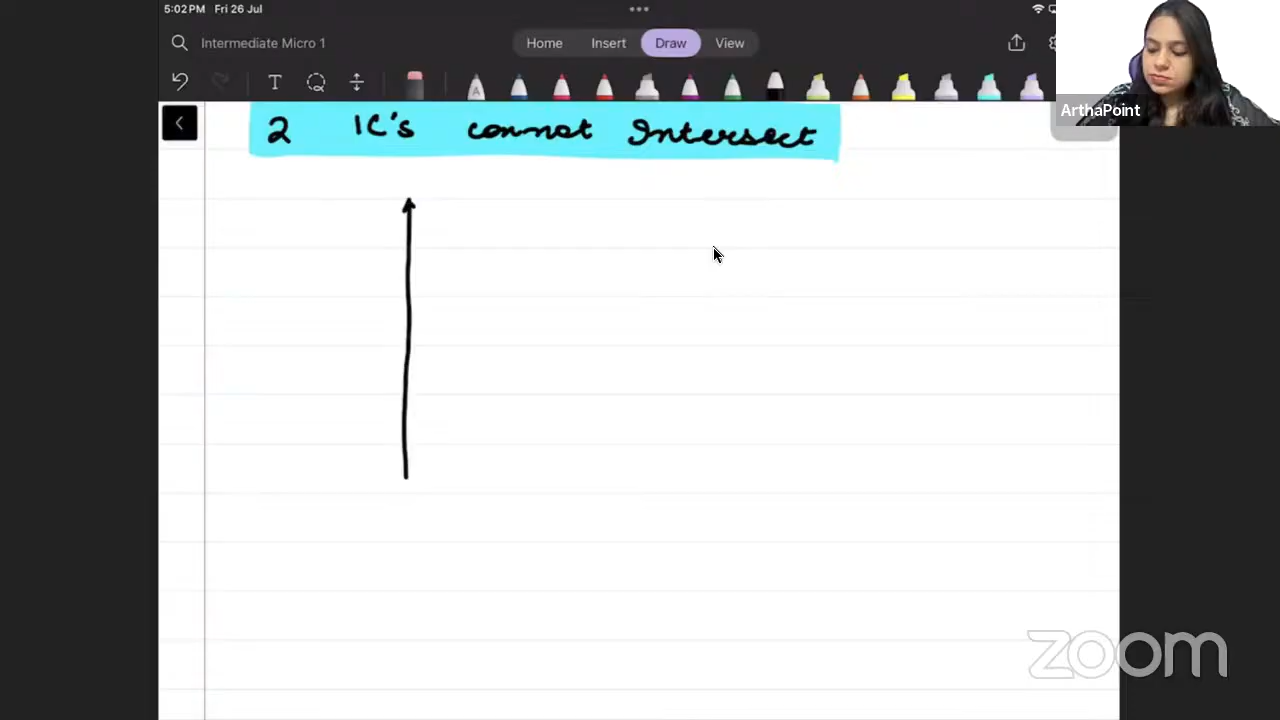 5:02 PM Fri 26 Jul
Intermediate Micro 1
Home Insert Draw View
T
A
ArthaPoint
2 IC's cannot Intersect
zoom